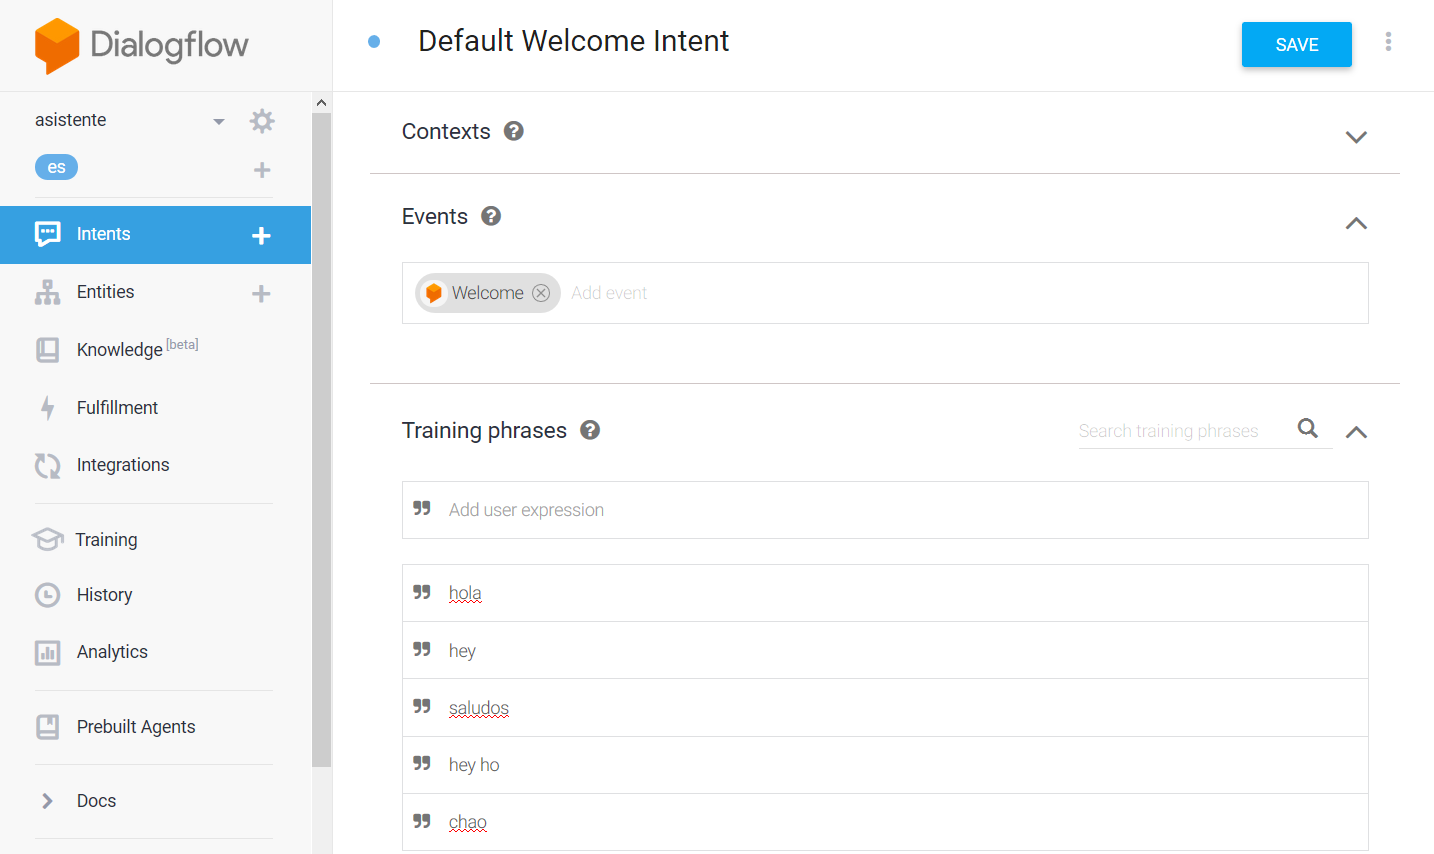 Dialogflow
Default Welcome Intent
SAVE
asistente
es
Intents
Entities
Knowledge [beta]
Fulfillment
Integrations
Training
History
Analytics
Prebuilt Agents
Docs
Contexts
Events
Welcome Add event
Training phrases Search training phrases
Add user expression
hola
hey
saludos
hey ho
chao